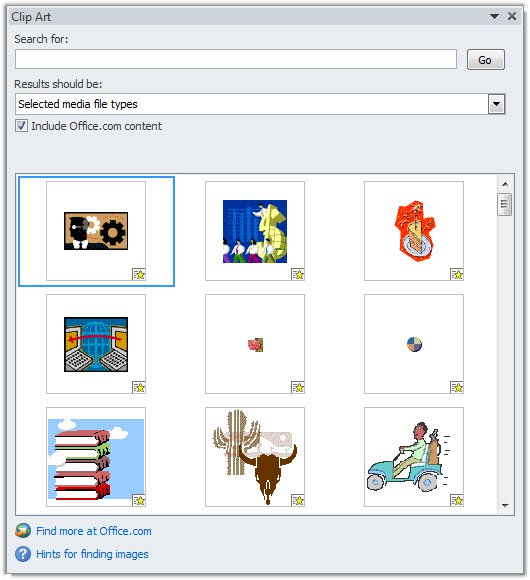 Clip Art
Search for:
Go
Results should be:
Selected media file types
Include Office.com content
Find more at Office.com
Hints for finding images